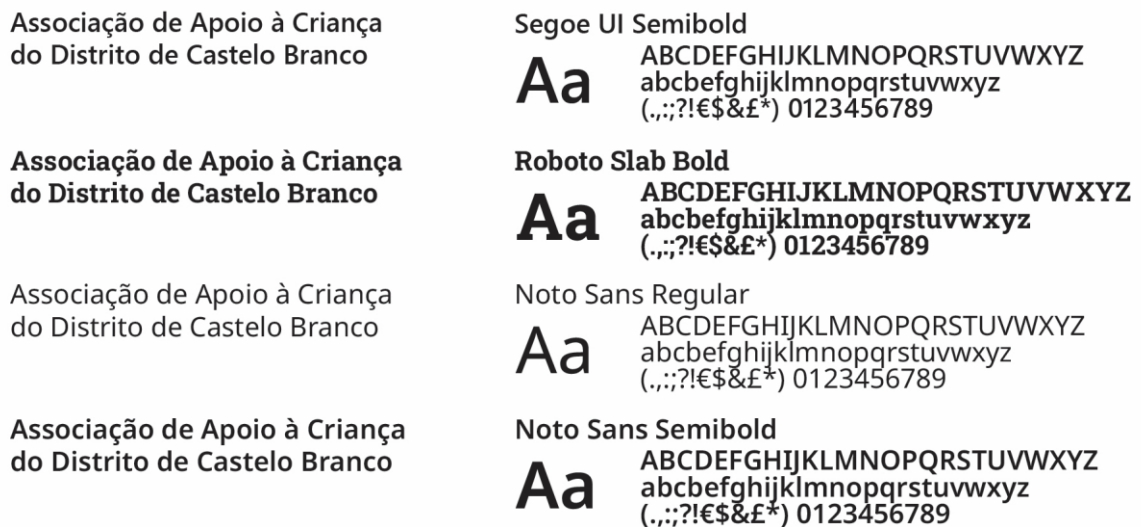 Associação de Apoio à Criança
do Distrito de Castelo Branco
Segoe UI Semibold
Aa
ABCDEFGHIJKLMNOPQRSTUVWXYZ
abcbefghijklmnopqrstuvwxyz
(.,:;?!€$&£*) 0123456789
Associação de Apoio à Criança
do Distrito de Castelo Branco
Roboto Slab Bold
Aa
ABCDEFGHIJKLMNOPQRSTUVWXYZ
abcbefghijklmnopqrstuvwxyz
(.,:;?!€$&£*) 0123456789
Associação de Apoio à Criança
do Distrito de Castelo Branco
Noto Sans Regular
Aa
ABCDEFGHIJKLMNOPQRSTUVWXYZ
abcbefghijklmnopqrstuvwxyz
(.,:;?!€$&£*) 0123456789
Associação de Apoio à Criança
do Distrito de Castelo Branco
Noto Sans Semibold
Aa
ABCDEFGHIJKLMNOPQRSTUVWXYZ
abcbefghijklmnopqrstuvwxyz
(.,:;?!€$&£*) 0123456789